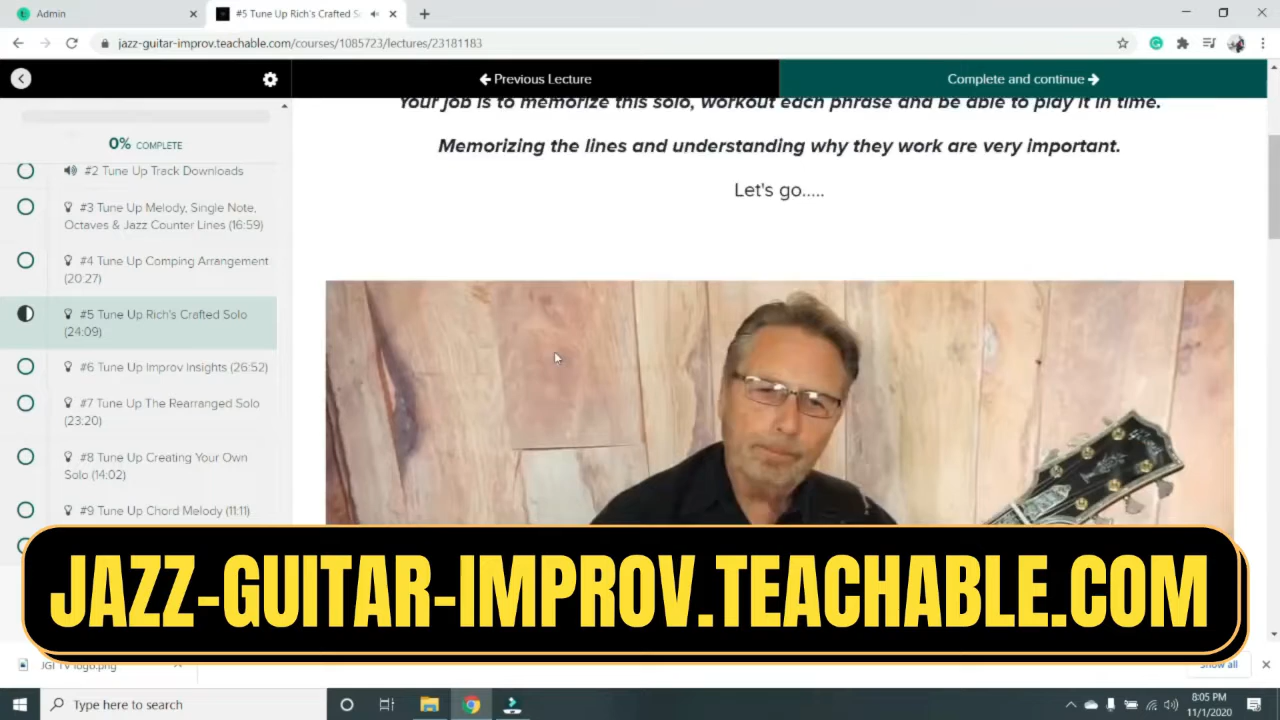 Admin
#5 Tune Up Rich's Crafted S
jazz-guitar-improv.teachable.com/courses/1085723/lectures/23181183
Previous Lecture
Complete and continue
0% COMPLETE
#2 Tune Up Track Downloads
#3 Tune Up Melody, Single Note,
Octaves & Jazz Counter Lines (16:59)
#4 Tune Up Comping Arrangement
(20:27)
#5 Tune Up Rich's Crafted Solo
(24:09)
#6 Tune Up Improv Insights (26:52)
#7 Tune Up The Rearranged Solo
(23:20)
#8 Tune Up Creating Your Own
Solo (14:02)
#9 Tune Up Chord Melody (11:11)
Your job is to memorize this solo, workout each phrase and be able to play it in time.
Memorizing the lines and understanding why they work are very important.
Let's go.....
JAZZ-GUITAR-IMPROV.TEACHABLE.COM
JGI TV logo.png
Show all
Type here to search
8:05 PM
11/1/2020